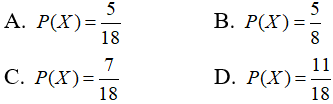 A. P(X) = 5/18 B. P(X) = 5/8
C. P(X) = 7/18 D. P(X) = 11/18